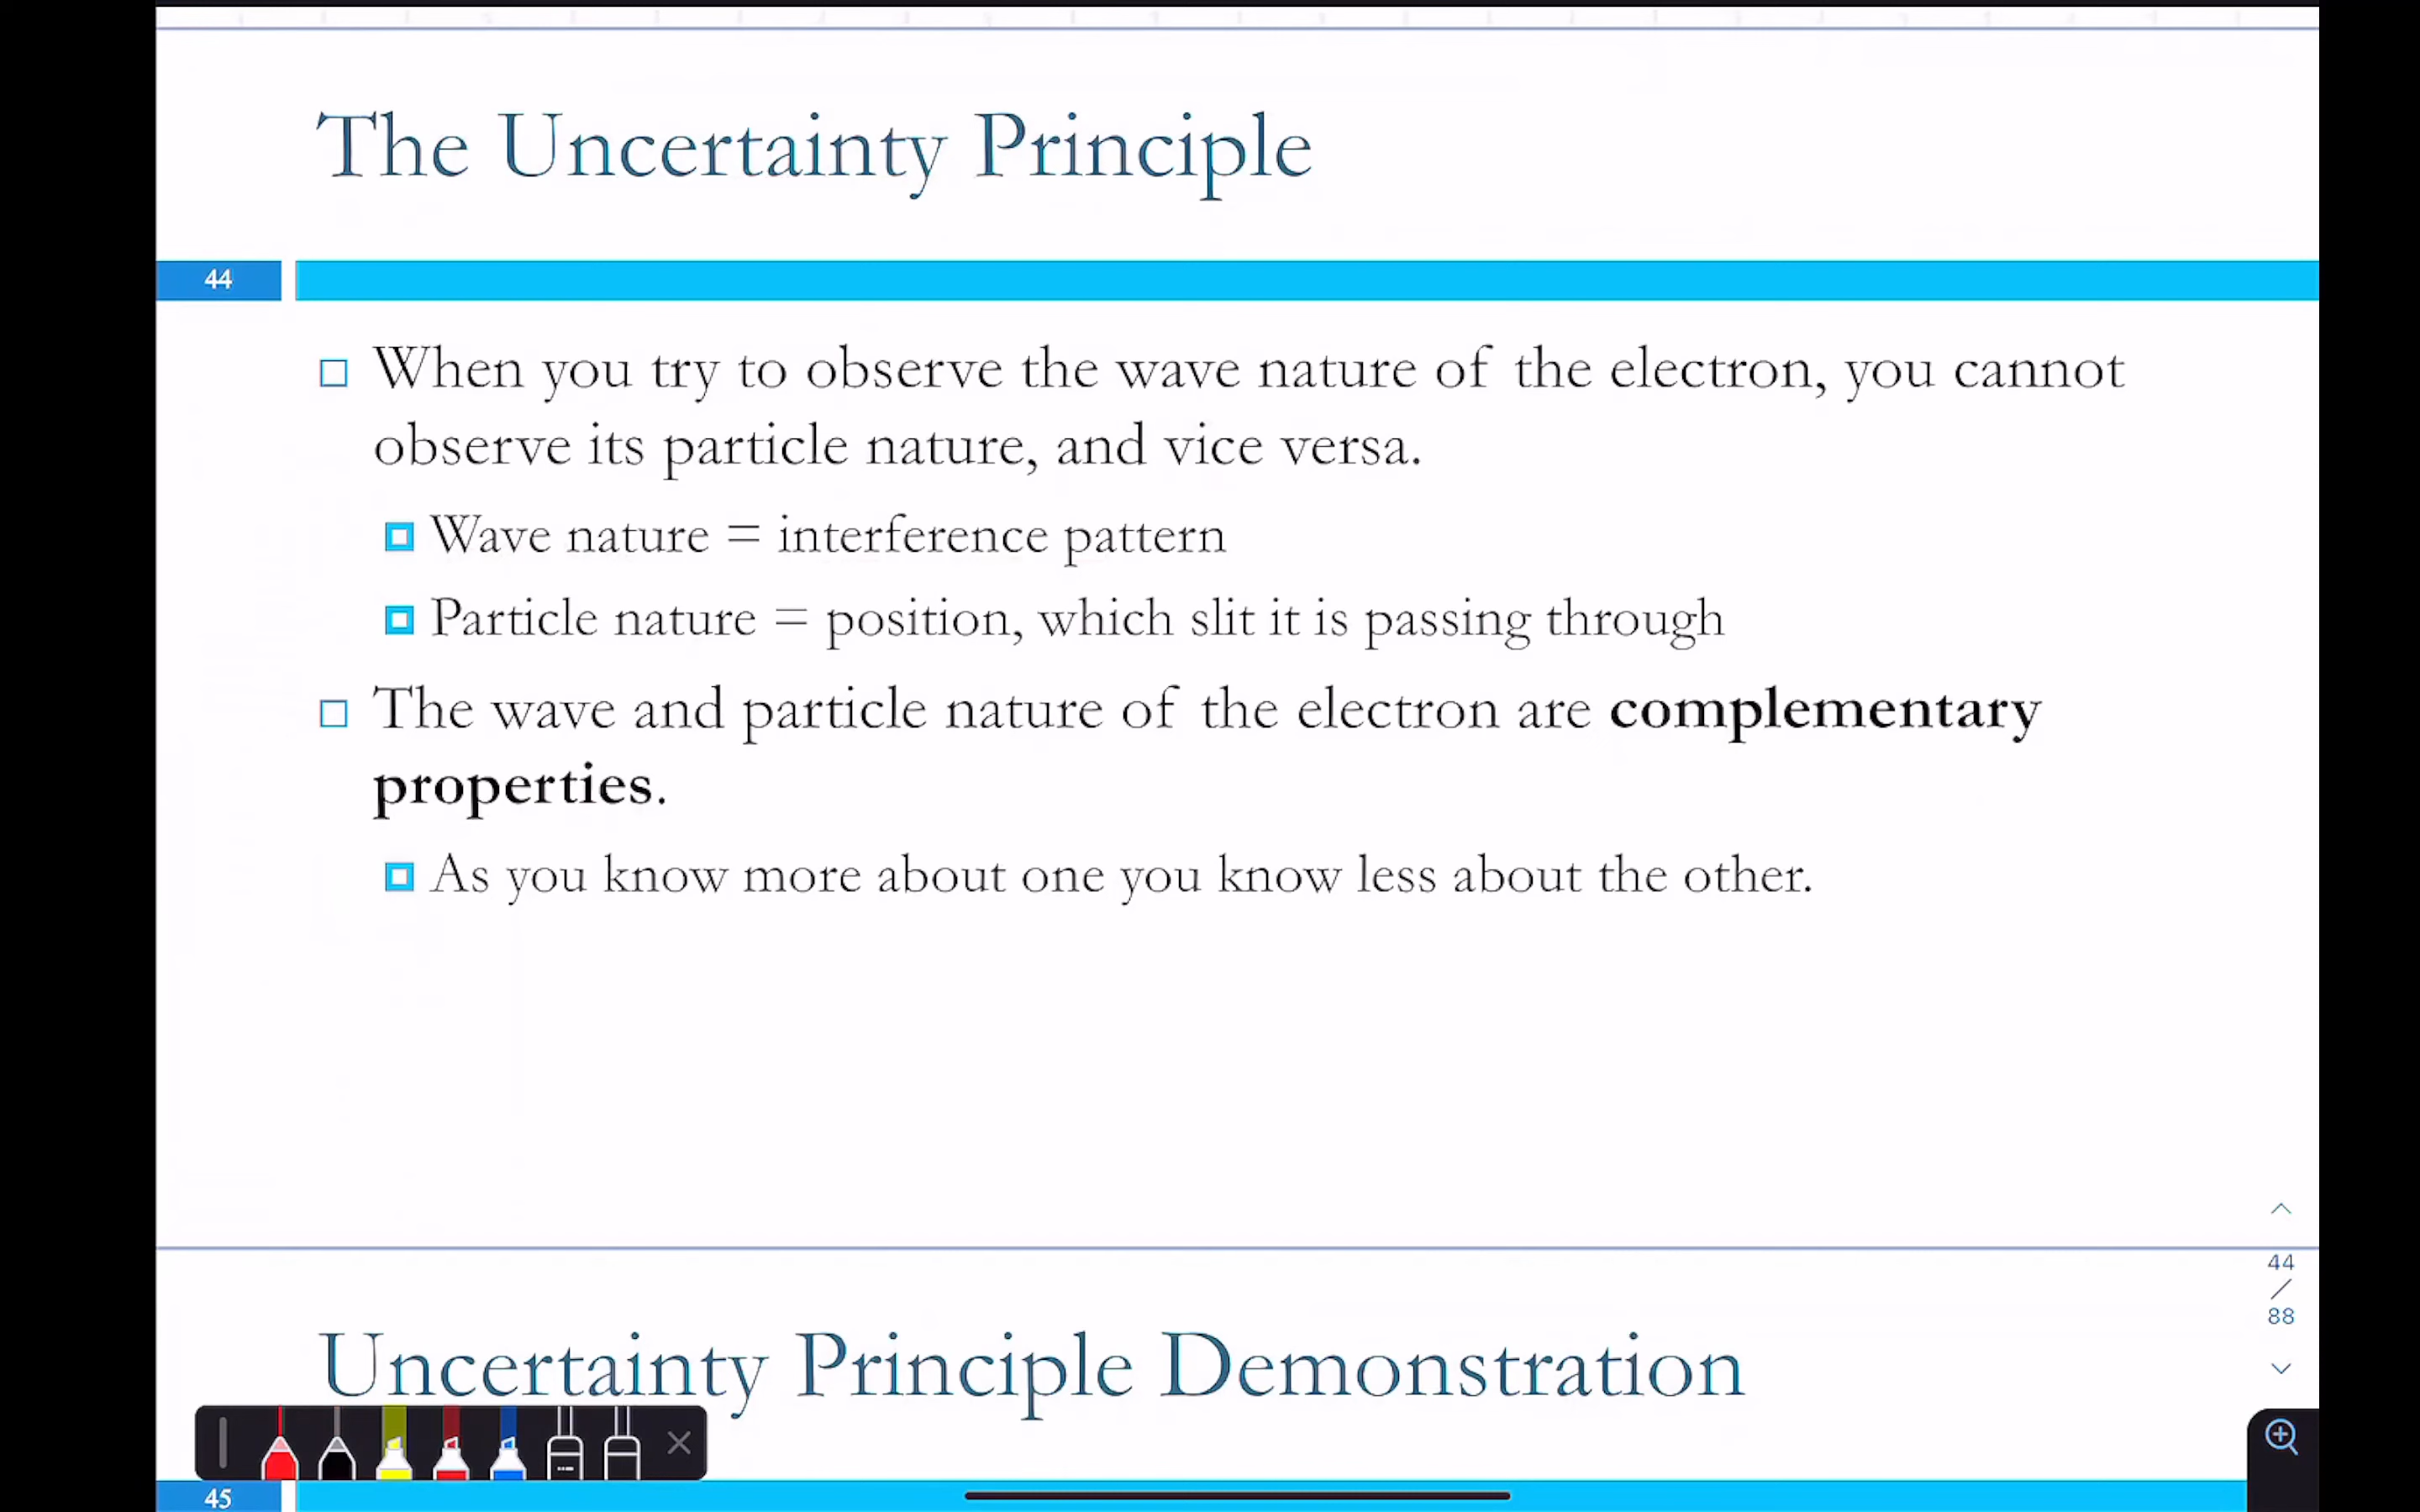 The Uncertainty Principle
44
When you try to observe the wave nature of the electron, you cannot
observe its particle nature, and vice versa.
Wave nature = interference pattern
Particle nature = position, which slit it is passing through
The wave and particle nature of the electron are complementary
properties.
As you know more about one you know less about the other.
44
/
88
Uncertainty Principle Demonstration
45